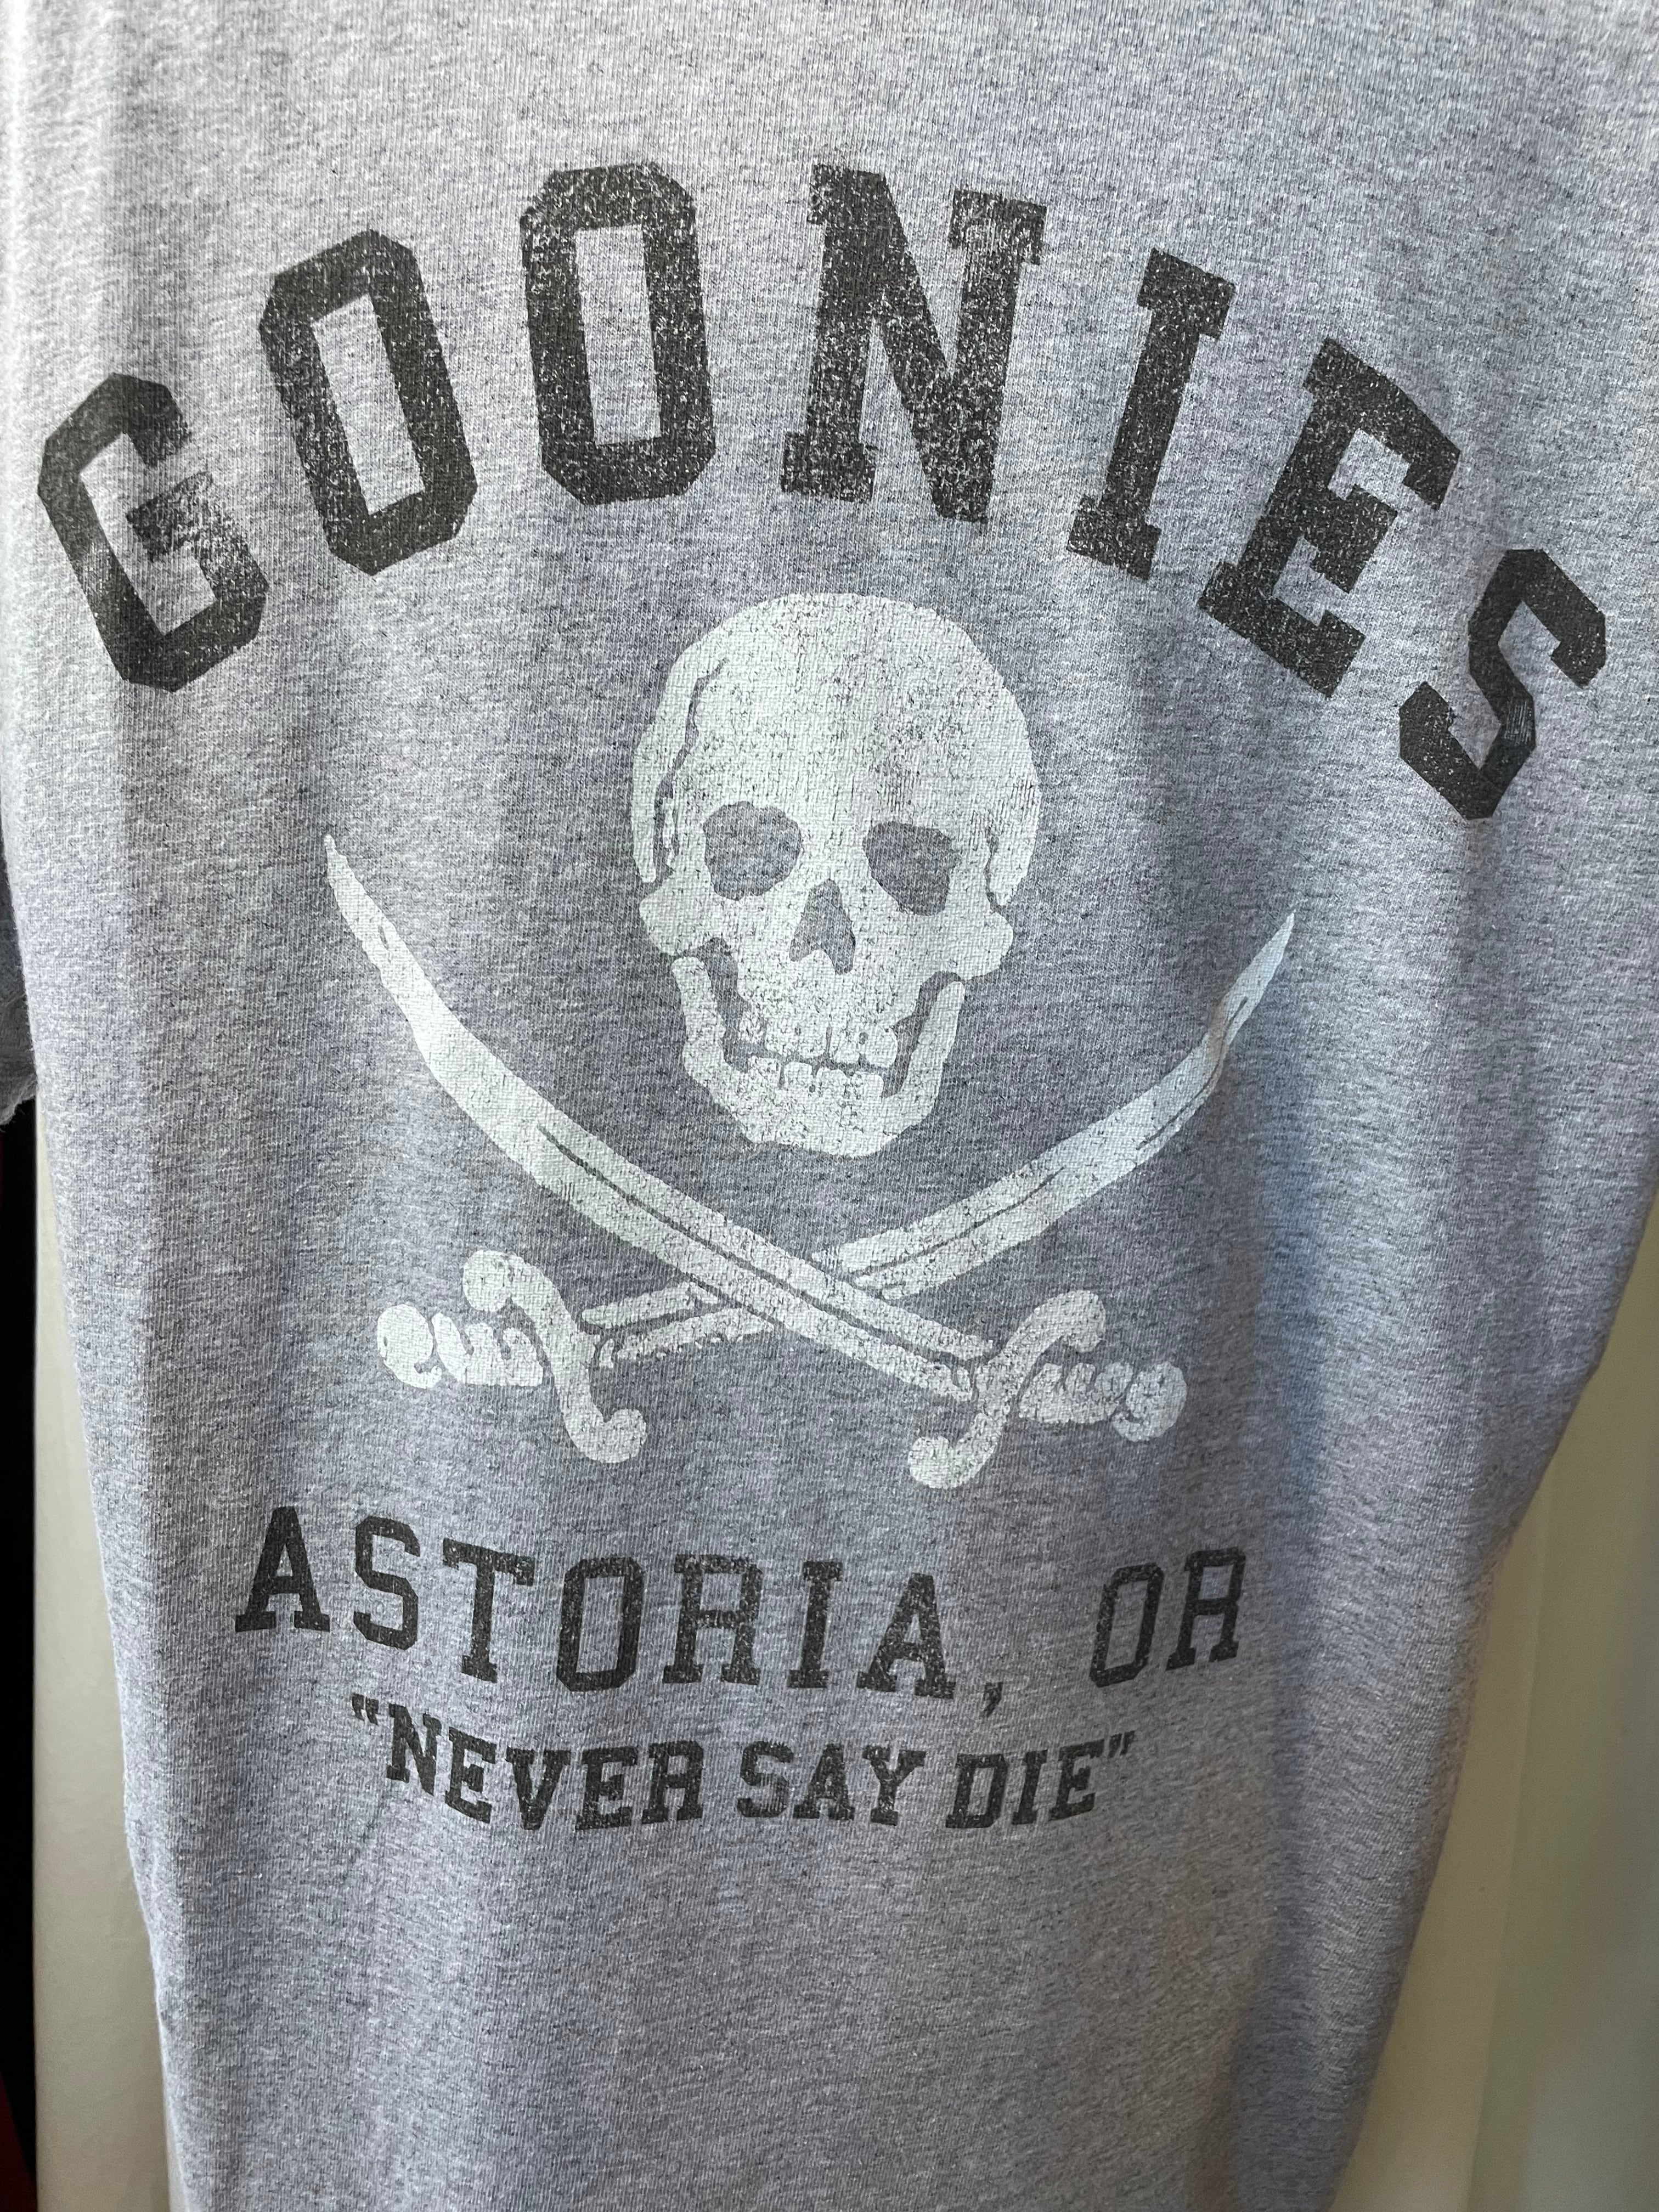 GOONIES
ASTORIA, OR
"NEVER SAY DIE"